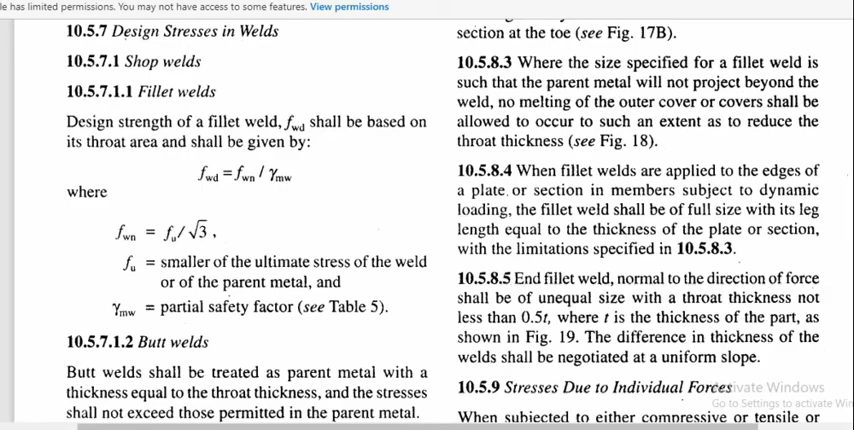 le has limited permissions. You may not have access to some features. View permissions
10.5.7 Design Stresses in Welds
10.5.7.1 Shop welds
10.5.7.1.1 Fillet welds
Design strength of a fillet weld, f_wd shall be based on
its throat area and shall be given by:
f_wd = f_wn / γ_mw
where
f_wn = f_u / √3 ,
f_u = smaller of the ultimate stress of the weld
or of the parent metal, and
γ_mw = partial safety factor (see Table 5).
10.5.7.1.2 Butt welds
Butt welds shall be treated as parent metal with a
thickness equal to the throat thickness, and the stresses
shall not exceed those permitted in the parent metal.
section at the toe (see Fig. 17B).
10.5.8.3 Where the size specified for a fillet weld is
such that the parent metal will not project beyond the
weld, no melting of the outer cover or covers shall be
allowed to occur to such an extent as to reduce the
throat thickness (see Fig. 18).
10.5.8.4 When fillet welds are applied to the edges of
a plate or section in members subject to dynamic
loading, the fillet weld shall be of full size with its leg
length equal to the thickness of the plate or section,
with the limitations specified in 10.5.8.3.
10.5.8.5 End fillet weld, normal to the direction of force
shall be of unequal size with a throat thickness not
less than 0.5t, where t is the thickness of the part, as
shown in Fig. 19. The difference in thickness of the
welds shall be negotiated at a uniform slope.
10.5.9 Stresses Due to Individual Forces
When subjected to either compressive or tensile or
ivate Windows
Go to Settings to activate Win